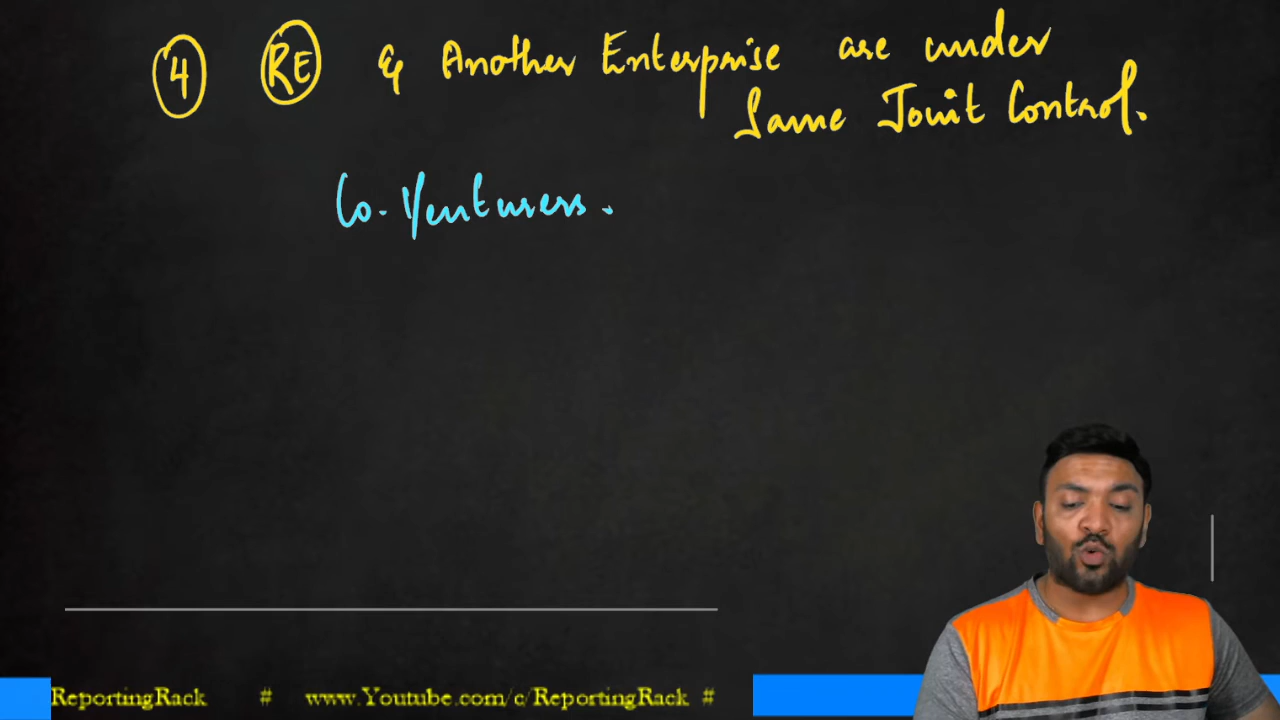 4 RE & Another Enterprise are under
Same Joint Control.
Co-Venturers.
ReportingRack # www.Youtube.com/c/ReportingRack #